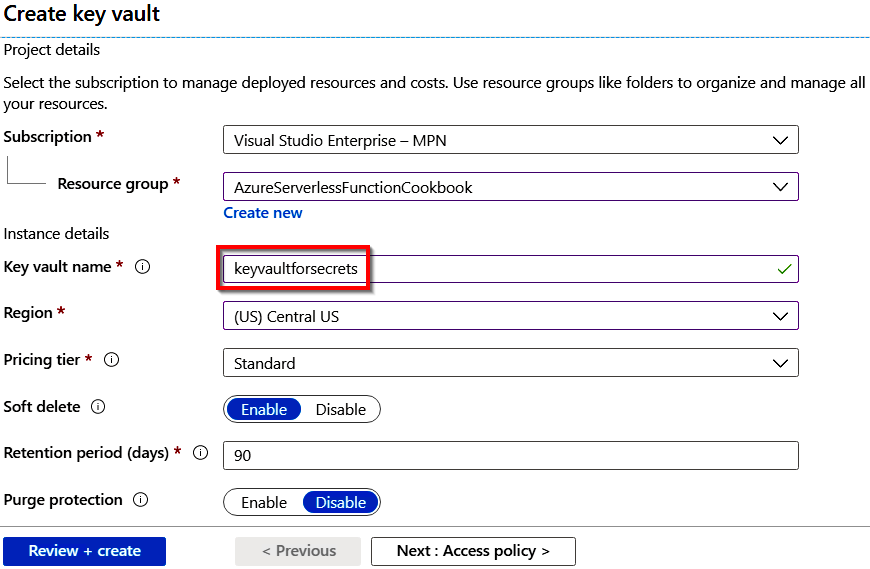 Create key vault
Project details
Select the subscription to manage deployed resources and costs. Use resource groups like folders to organize and manage all
your resources.
Subscription * Visual Studio Enterprise – MPN
Resource group * AzureServerlessFunctionCookbook
Create new
Instance details
Key vault name * keyvaultforsecrets
Region * (US) Central US
Pricing tier * Standard
Soft delete Enable Disable
Retention period (days) * 90
Purge protection Enable Disable
Review + create < Previous Next : Access policy >